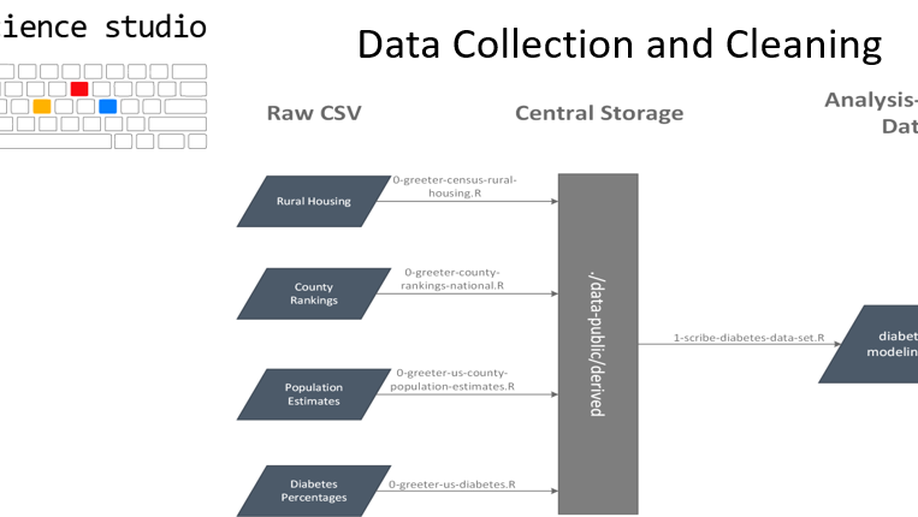 ience studio
Data Collection and Cleaning
Raw CSV
Central Storage
Analysis-
Dat
Rural Housing
0-greeter-census-rural-
housing.R
County
Rankings
0-greeter-county-
rankings-national.R
./data-public/derived
1-scribe-diabetes-data-set.R
diabet
modelin
Population
Estimates
0-greeter-us-county-
population-estimates.R
Diabetes
Percentages
0-greeter-us-diabetes.R